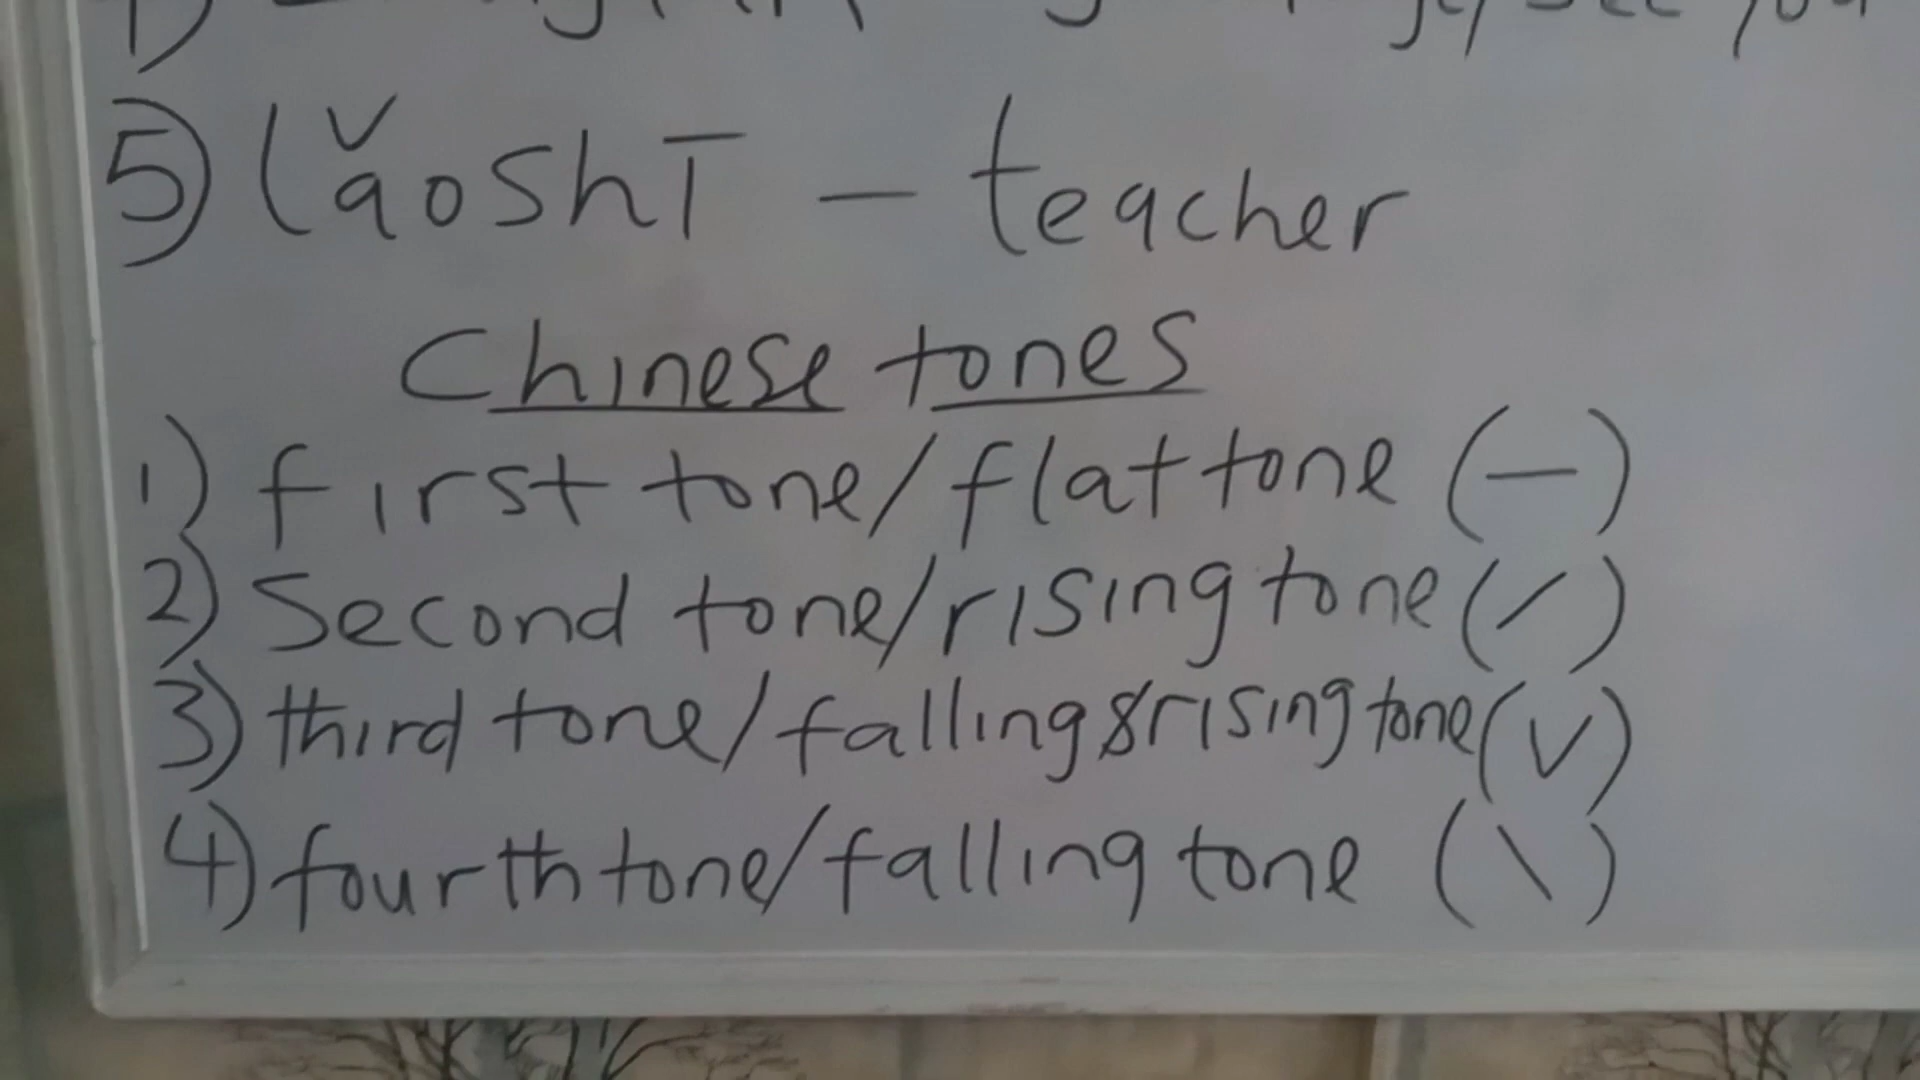 5) lǎoshī - teacher
Chinese tones
1) first tone/flat tone (—)
2) Second tone/rising tone (/)
3) third tone/falling&rising tone (V)
4) fourth tone/falling tone (\)